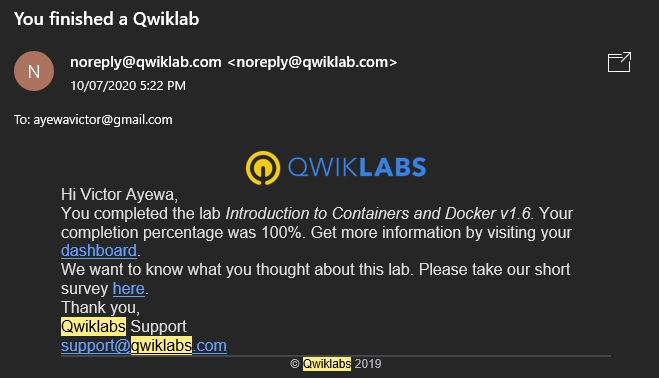 You finished a Qwiklab
N
noreply@qwiklab.com <noreply@qwiklab.com>
10/07/2020 5:22 PM
To: ayewavictor@gmail.com
QWIKLABS
Hi Victor Ayewa,
You completed the lab Introduction to Containers and Docker v1.6. Your
completion percentage was 100%. Get more information by visiting your
dashboard.
We want to know what you thought about this lab. Please take our short
survey here.
Thank you,
Qwiklabs Support
support@qwiklabs.com
© Qwiklabs 2019